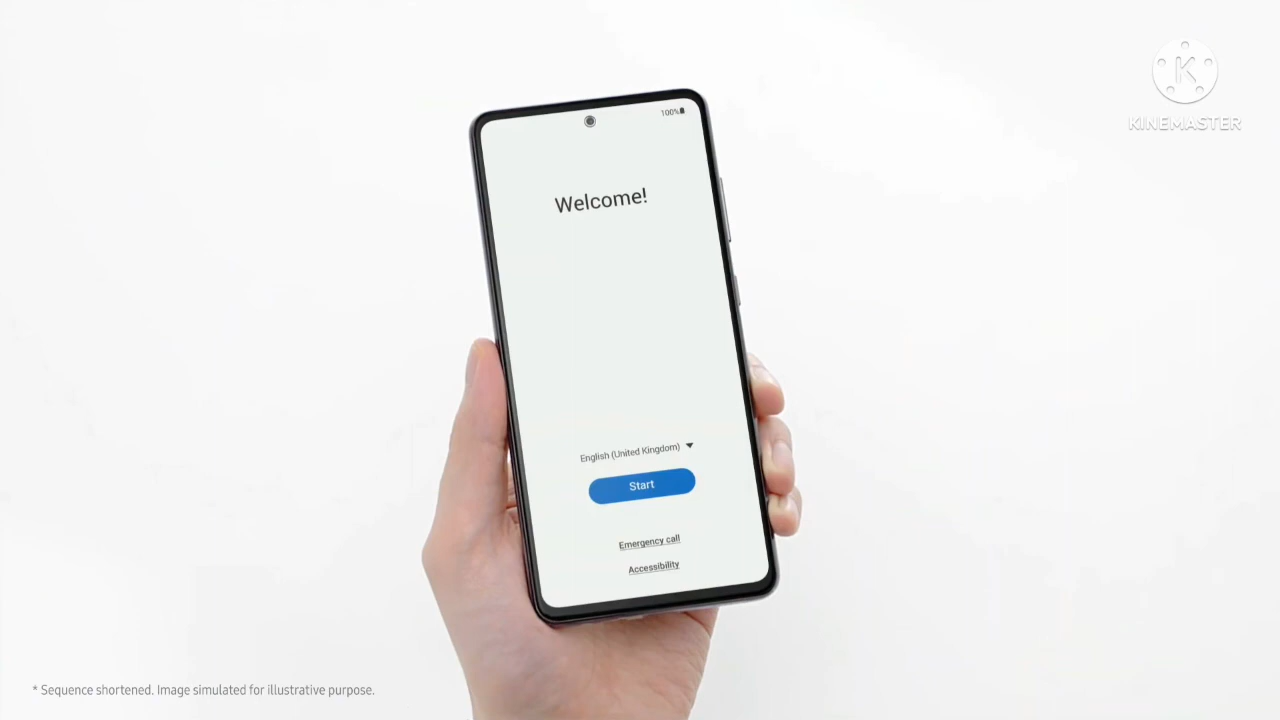 K
KINEMASTER
100%
Welcome!
English (United Kingdom)
Start
Emergency call
Accessibility
* Sequence shortened. Image simulated for illustrative purpose.